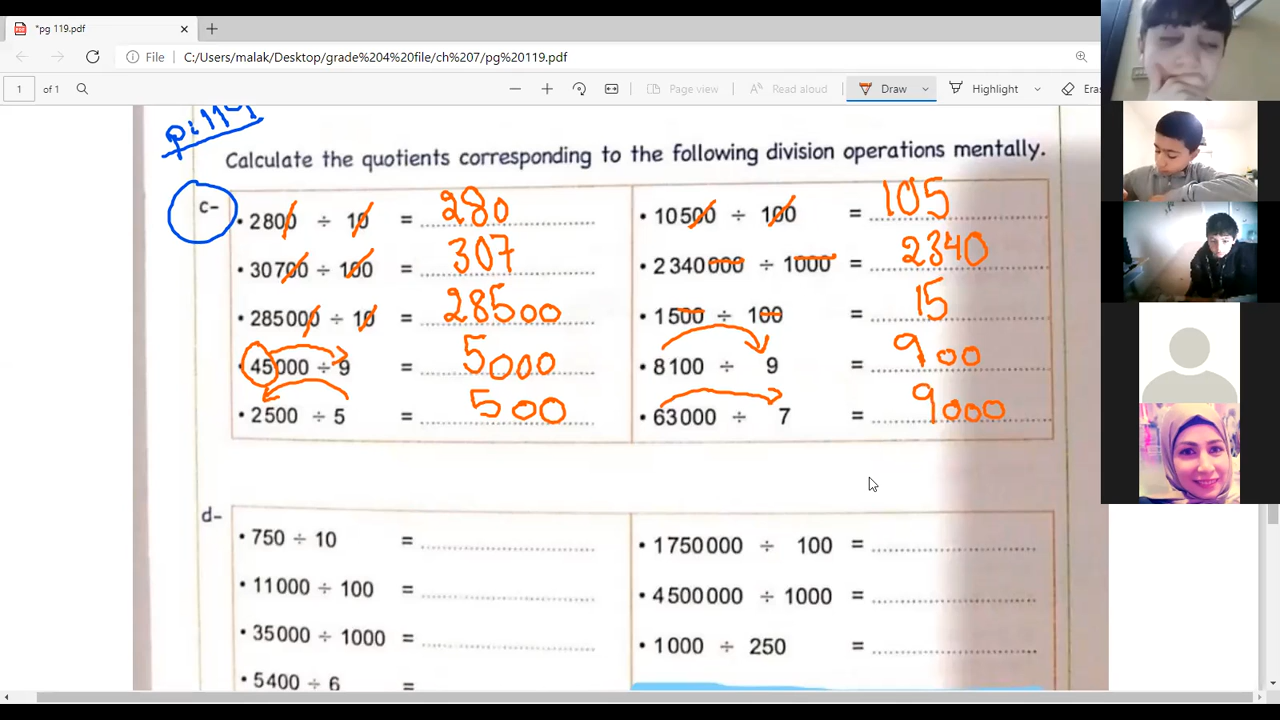 *pg 119.pdf
File C:/Users/malak/Desktop/grade%204%20file/ch%207/pg%20119.pdf
1 of 1 Page view Read aloud Draw Highlight Eras
Calculate the quotients corresponding to the following division operations mentally.
c-
• 2800 ÷ 10 = 280
• 30700 ÷ 100 = 307
• 285000 ÷ 10 = 28500
• 45000 ÷ 9 = 5000
• 2500 ÷ 5 = 500
• 10500 ÷ 100 = 105
• 2340000 ÷ 1000 = 2340
• 1500 ÷ 100 = 15
• 8100 ÷ 9 = 900
• 63000 ÷ 7 = 9000
d-
• 750 ÷ 10 =
• 11000 ÷ 100 =
• 35000 ÷ 1000 =
• 5400 ÷ 6 =
• 1750000 ÷ 100 =
• 4500000 ÷ 1000 =
• 1000 ÷ 250 =